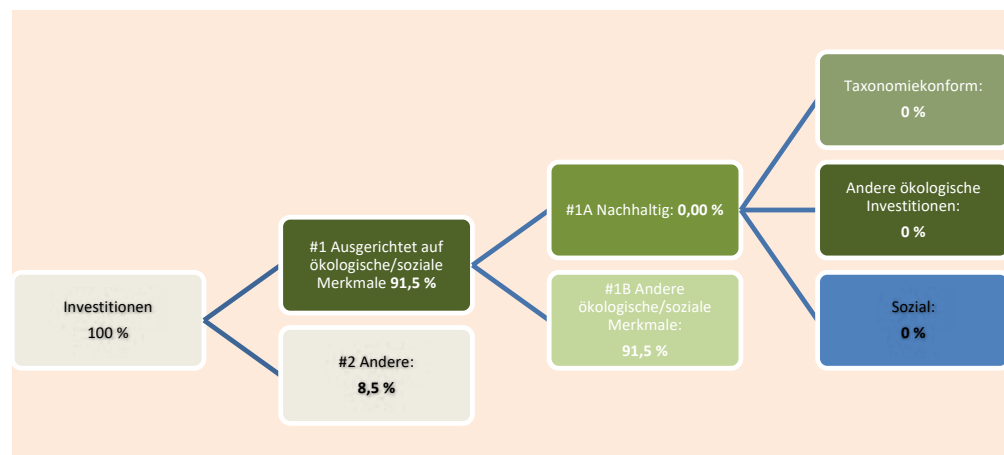 Investitionen
100 %
#1 Ausgerichtet auf
ökologische/soziale
Merkmale 91,5 %
#2 Andere:
8,5 %
#1A Nachhaltig: 0,00 %
#1B Andere
ökologische/soziale
Merkmale:
91,5 %
Taxonomiekonform:
0 %
Andere ökologische
Investitionen:
0 %
Sozial:
0 %